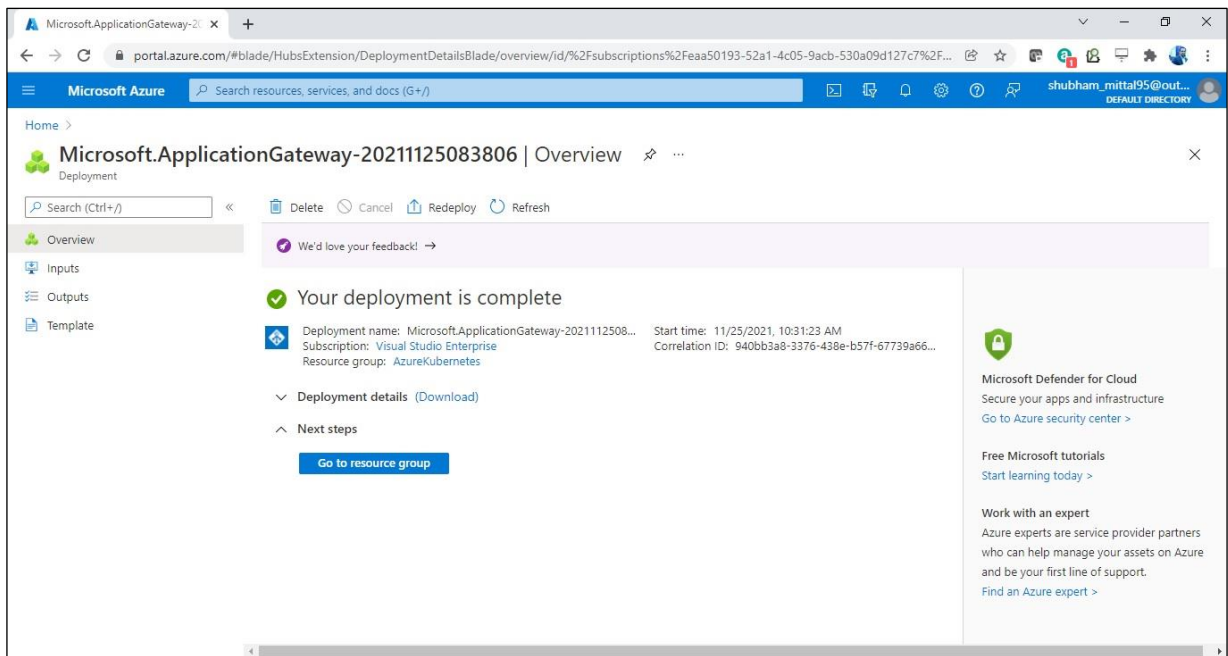 Microsoft.ApplicationGateway-20
portal.azure.com/#blade/HubsExtension/DeploymentDetailsBlade/overview/id/%2Fsubscriptions%2Feaa50193-52a1-4c05-9acb-530a09d127c7%2F...
Microsoft Azure
Search resources, services, and docs (G+/)
shubham_mittal95@out...
DEFAULT DIRECTORY
Home >
Microsoft.ApplicationGateway-20211125083806 | Overview
Deployment
Search (Ctrl+/)
«
Delete Cancel Redeploy Refresh
Overview
Inputs
Outputs
Template
We'd love your feedback! →
Your deployment is complete
Deployment name: Microsoft.ApplicationGateway-2021112508...
Subscription: Visual Studio Enterprise
Resource group: AzureKubernetes
Start time: 11/25/2021, 10:31:23 AM
Correlation ID: 940bb3a8-3376-438e-b57f-67739a66...
Deployment details (Download)
Next steps
Go to resource group
Microsoft Defender for Cloud
Secure your apps and infrastructure
Go to Azure security center >
Free Microsoft tutorials
Start learning today >
Work with an expert
Azure experts are service provider partners
who can help manage your assets on Azure
and be your first line of support.
Find an Azure expert >